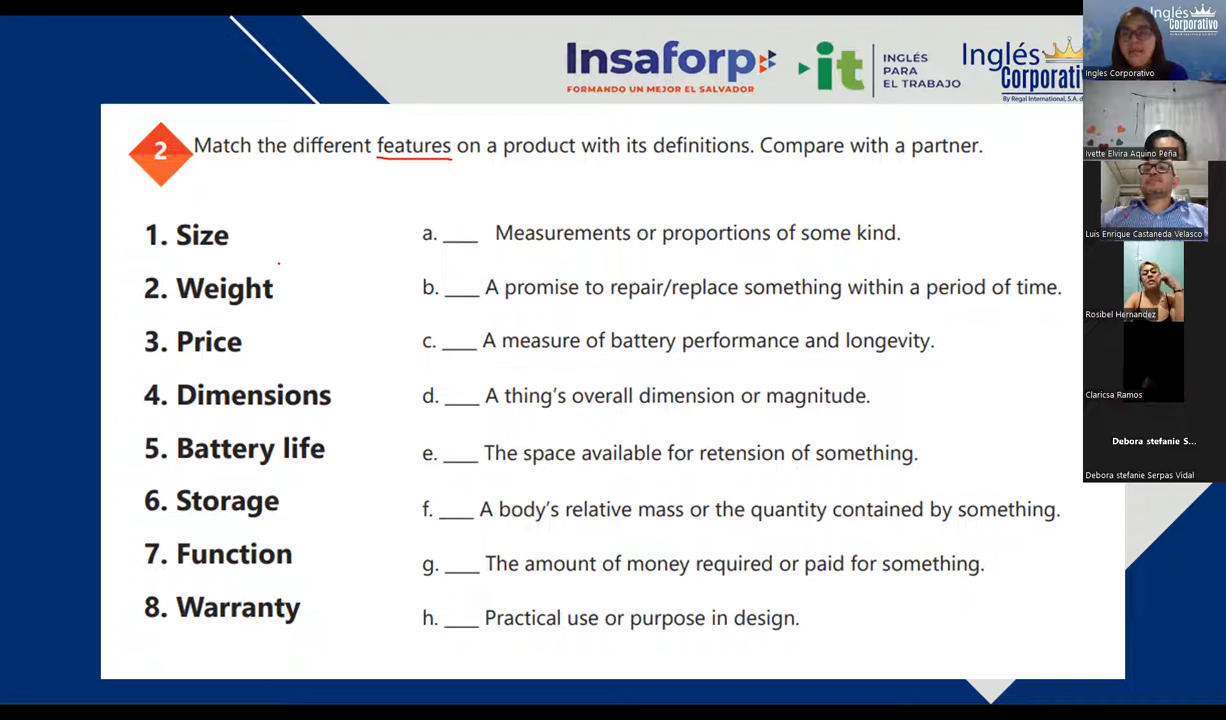 Insaforp
FORMANDO UN MEJOR EL SALVADOR
it
INGLÉS
PARA
EL TRABAJO
Inglés
Corporati
By Regal International, S.A. d
2
Match the different features on a product with its definitions. Compare with a partner.
1. Size
2. Weight
3. Price
4. Dimensions
5. Battery life
6. Storage
7. Function
8. Warranty
a. ____ Measurements or proportions of some kind.
b. ____ A promise to repair/replace something within a period of time.
c. ____ A measure of battery performance and longevity.
d. ____ A thing's overall dimension or magnitude.
e. ____ The space available for retension of something.
f. ____ A body's relative mass or the quantity contained by something.
g. ____ The amount of money required or paid for something.
h. ____ Practical use or purpose in design.
Inglés
Corporativo
Ingles Corporativo
Ivette Elvira Aquino Peña
Luis Enrique Castaneda Velasco
Rosibel Hernandez
Claricsa Ramos
Debora stefanie S...
Debora stefanie Serpas Vidal